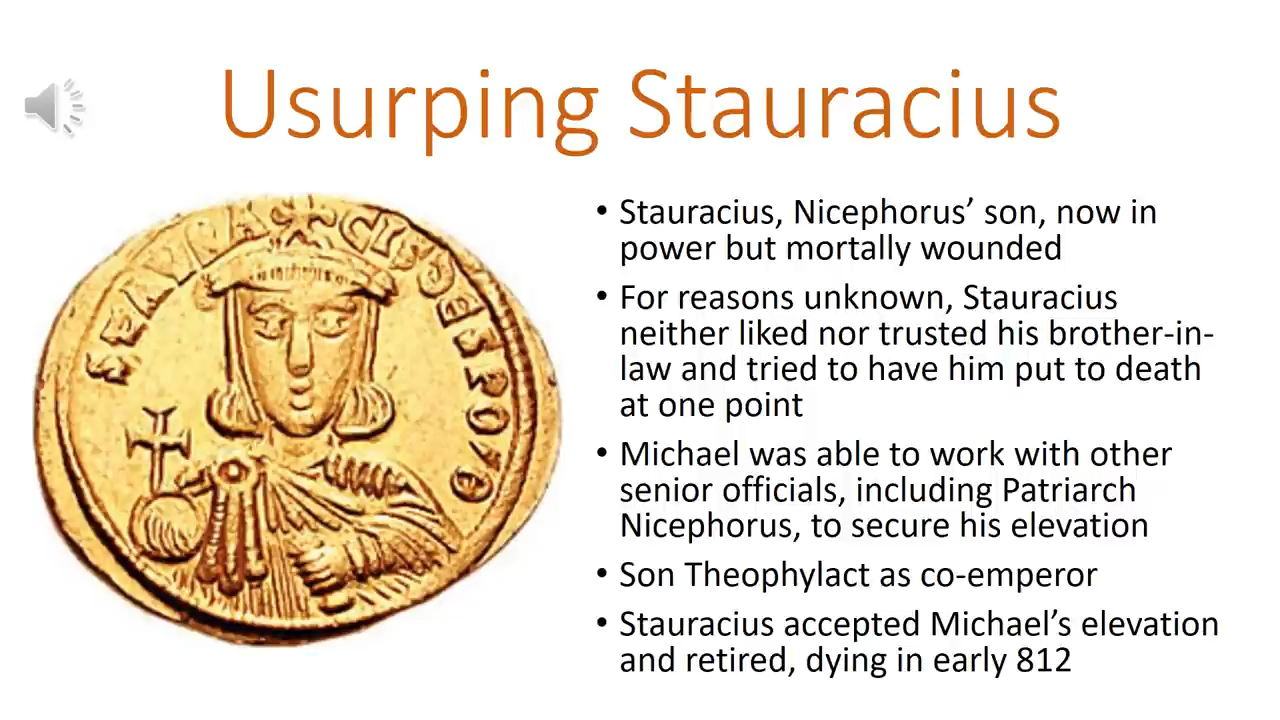 Usurping Stauracius
• Stauracius, Nicephorus’ son, now in
power but mortally wounded
• For reasons unknown, Stauracius
neither liked nor trusted his brother-in-
law and tried to have him put to death
at one point
• Michael was able to work with other
senior officials, including Patriarch
Nicephorus, to secure his elevation
• Son Theophylact as co-emperor
• Stauracius accepted Michael’s elevation
and retired, dying in early 812